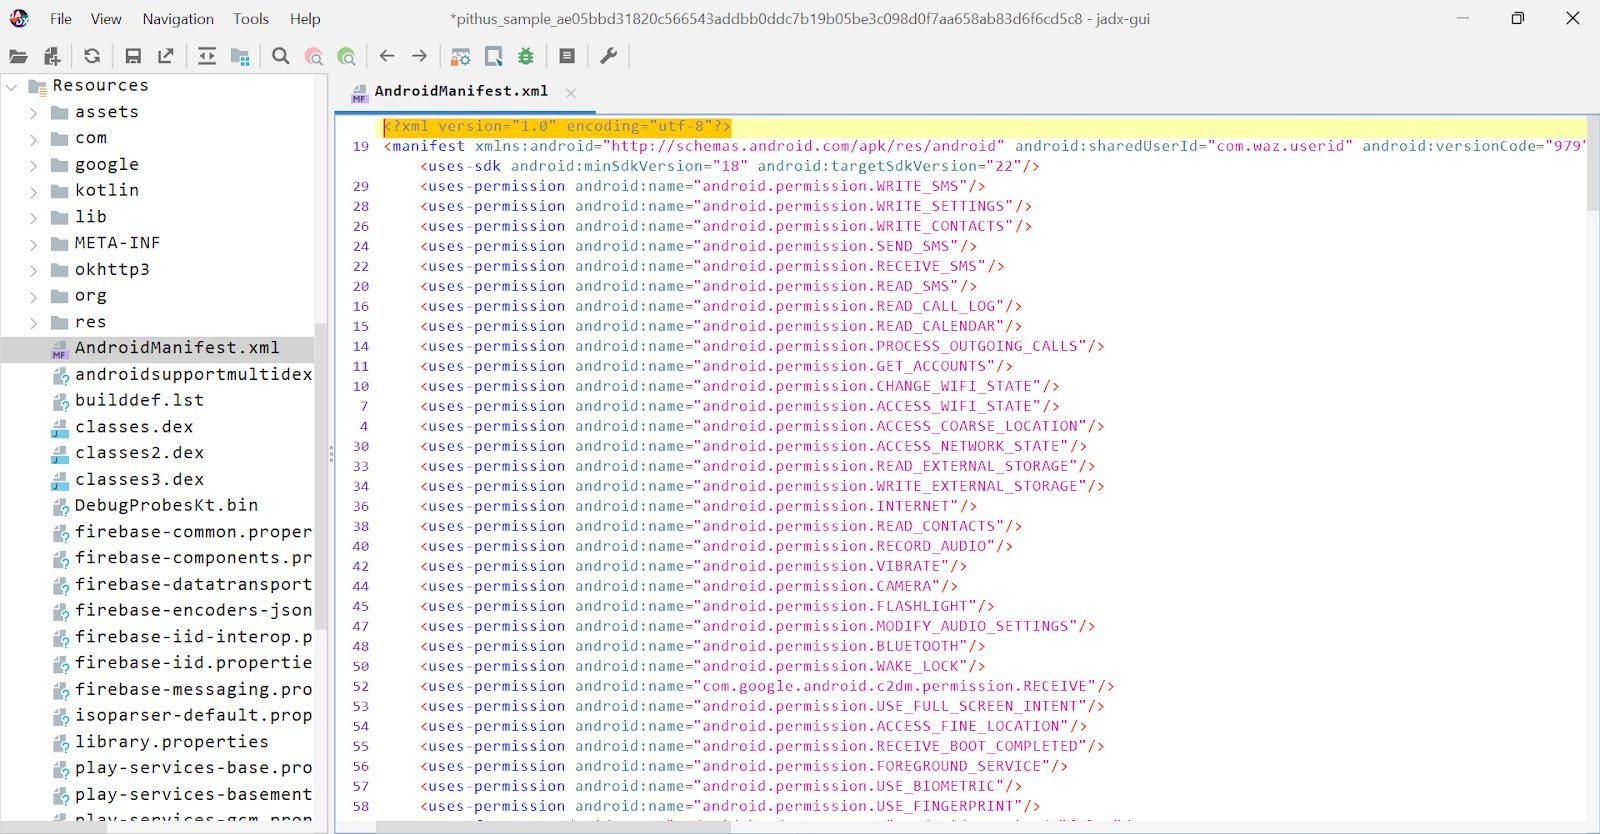 File View Navigation Tools Help *pithus_sample_ae05bbd31820c566543addbb0ddc7b19b05be3c098d0f7aa658ab83d6f6cd5c8 - jadx-gui
Resources
assets
com
google
kotlin
lib
META-INF
okhttp3
org
res
AndroidManifest.xml
androidsupportmultidex
builddef.lst
classes.dex
classes2.dex
classes3.dex
DebugProbesKt.bin
firebase-common.proper
firebase-components.pr
firebase-datatransport
firebase-encoders-json
firebase-iid-interop.p
firebase-iid.propertie
firebase-messaging.pro
isoparser-default.prop
library.properties
play-services-base.pro
play-services-basement
play-services-gcm.prop
AndroidManifest.xml
<?xml version="1.0" encoding="utf-8"?>
19 <manifest xmlns:android="http://schemas.android.com/apk/res/android" android:sharedUserId="com.waz.userid" android:versionCode="979"
<uses-sdk android:minSdkVersion="18" android:targetSdkVersion="22"/>
29 <uses-permission android:name="android.permission.WRITE_SMS"/>
28 <uses-permission android:name="android.permission.WRITE_SETTINGS"/>
26 <uses-permission android:name="android.permission.WRITE_CONTACTS"/>
24 <uses-permission android:name="android.permission.SEND_SMS"/>
22 <uses-permission android:name="android.permission.RECEIVE_SMS"/>
20 <uses-permission android:name="android.permission.READ_SMS"/>
16 <uses-permission android:name="android.permission.READ_CALL_LOG"/>
15 <uses-permission android:name="android.permission.READ_CALENDAR"/>
14 <uses-permission android:name="android.permission.PROCESS_OUTGOING_CALLS"/>
11 <uses-permission android:name="android.permission.GET_ACCOUNTS"/>
10 <uses-permission android:name="android.permission.CHANGE_WIFI_STATE"/>
7 <uses-permission android:name="android.permission.ACCESS_WIFI_STATE"/>
4 <uses-permission android:name="android.permission.ACCESS_COARSE_LOCATION"/>
30 <uses-permission android:name="android.permission.ACCESS_NETWORK_STATE"/>
33 <uses-permission android:name="android.permission.READ_EXTERNAL_STORAGE"/>
34 <uses-permission android:name="android.permission.WRITE_EXTERNAL_STORAGE"/>
36 <uses-permission android:name="android.permission.INTERNET"/>
38 <uses-permission android:name="android.permission.READ_CONTACTS"/>
40 <uses-permission android:name="android.permission.RECORD_AUDIO"/>
42 <uses-permission android:name="android.permission.VIBRATE"/>
44 <uses-permission android:name="android.permission.CAMERA"/>
45 <uses-permission android:name="android.permission.FLASHLIGHT"/>
47 <uses-permission android:name="android.permission.MODIFY_AUDIO_SETTINGS"/>
48 <uses-permission android:name="android.permission.BLUETOOTH"/>
50 <uses-permission android:name="android.permission.WAKE_LOCK"/>
52 <uses-permission android:name="com.google.android.c2dm.permission.RECEIVE"/>
53 <uses-permission android:name="android.permission.USE_FULL_SCREEN_INTENT"/>
54 <uses-permission android:name="android.permission.ACCESS_FINE_LOCATION"/>
55 <uses-permission android:name="android.permission.RECEIVE_BOOT_COMPLETED"/>
56 <uses-permission android:name="android.permission.FOREGROUND_SERVICE"/>
57 <uses-permission android:name="android.permission.USE_BIOMETRIC"/>
58 <uses-permission android:name="android.permission.USE_FINGERPRINT"/>